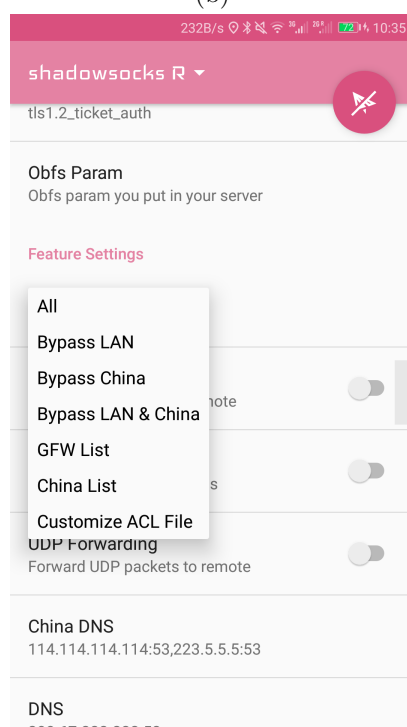 (b)
232B/s 3G 2G R 72 10:35
shadowsocks R
tls1.2_ticket_auth
Obfs Param
Obfs param you put in your server
Feature Settings
All
Bypass LAN
Bypass China
Bypass LAN & China
GFW List
China List
Customize ACL File
UDP Forwarding
Forward UDP packets to remote
China DNS
114.114.114.114:53,223.5.5.5:53
DNS